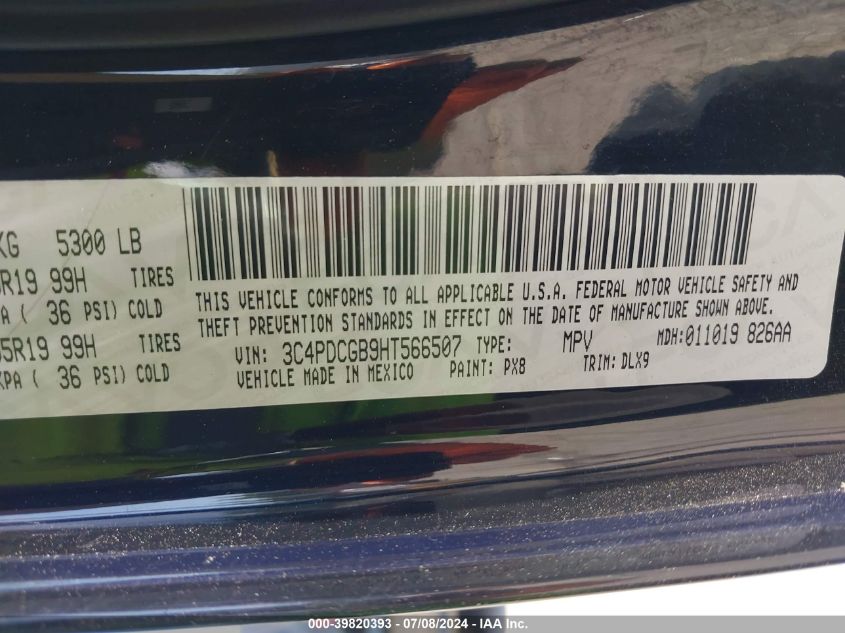 KG 5300 LB
R19 99H TIRES
PA ( 36 PSI) COLD
5R19 99H TIRES
KPA ( 36 PSI) COLD
THIS VEHICLE CONFORMS TO ALL APPLICABLE U.S.A. FEDERAL MOTOR VEHICLE SAFETY AND
THEFT PREVENTION STANDARDS IN EFFECT ON THE DATE OF MANUFACTURE SHOWN ABOVE.
VIN: 3C4PDCGB9HT566507 TYPE: MPV MDH:011019 826AA
VEHICLE MADE IN MEXICO PAINT: PX8 TRIM: DLX9
00-39820393 | 07/08/2024 - IAA Inc.